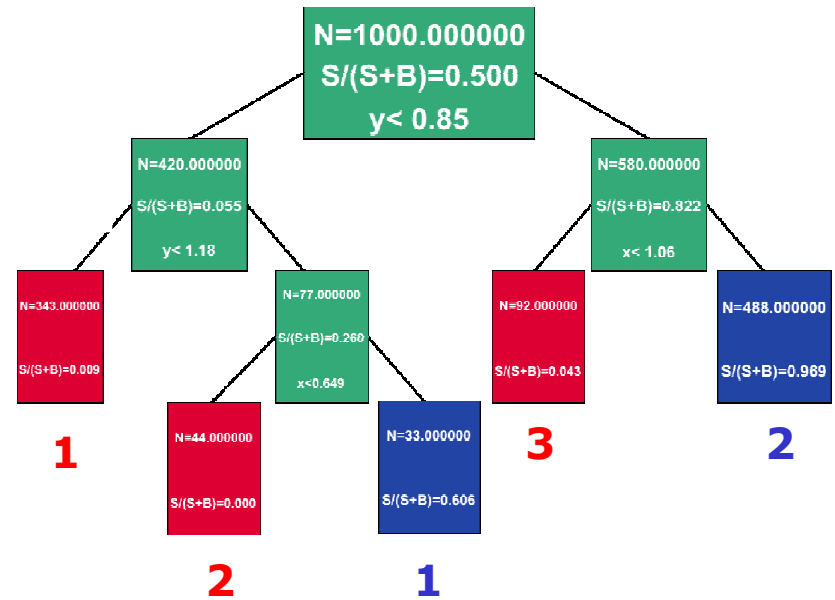 N=1000.000000
S/(S+B)=0.500
y< 0.85
N=420.000000
S/(S+B)=0.055
y< 1.18
N=580.000000
S/(S+B)=0.822
x< 1.06
N=343.000000
S/(S+B)=0.009
1
N=77.000000
S/(S+B)=0.260
x<0.649
N=92.000000
S/(S+B)=0.043
3
N=488.000000
S/(S+B)=0.969
2
N=44.000000
S/(S+B)=0.000
2
N=33.000000
S/(S+B)=0.606
1